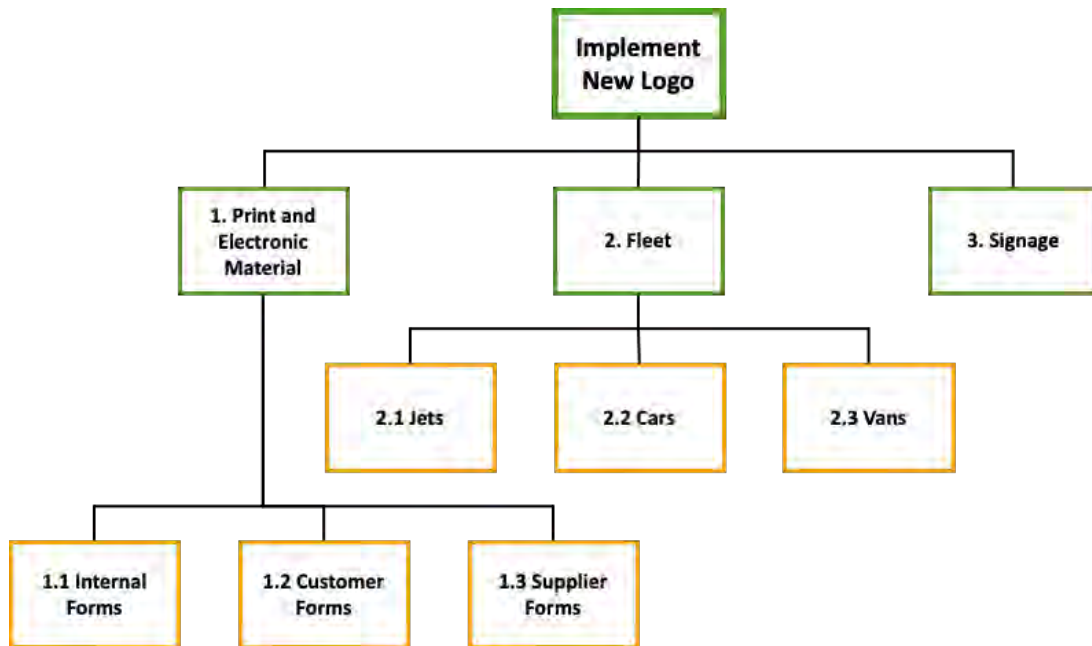 Implement
New Logo
1. Print and
Electronic
Material
2. Fleet
3. Signage
2.1 Jets
2.2 Cars
2.3 Vans
1.1 Internal
Forms
1.2 Customer
Forms
1.3 Supplier
Forms